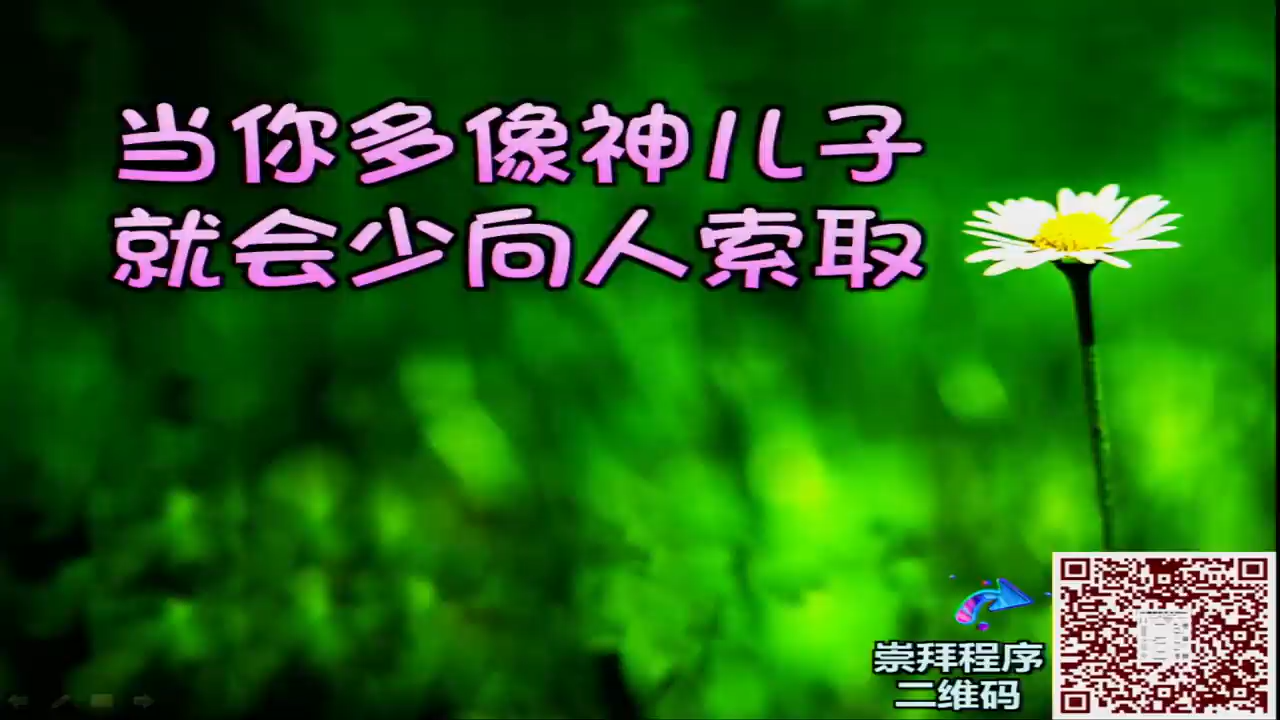 当你多像神儿子
就会少向人索取
崇拜程序
二维码